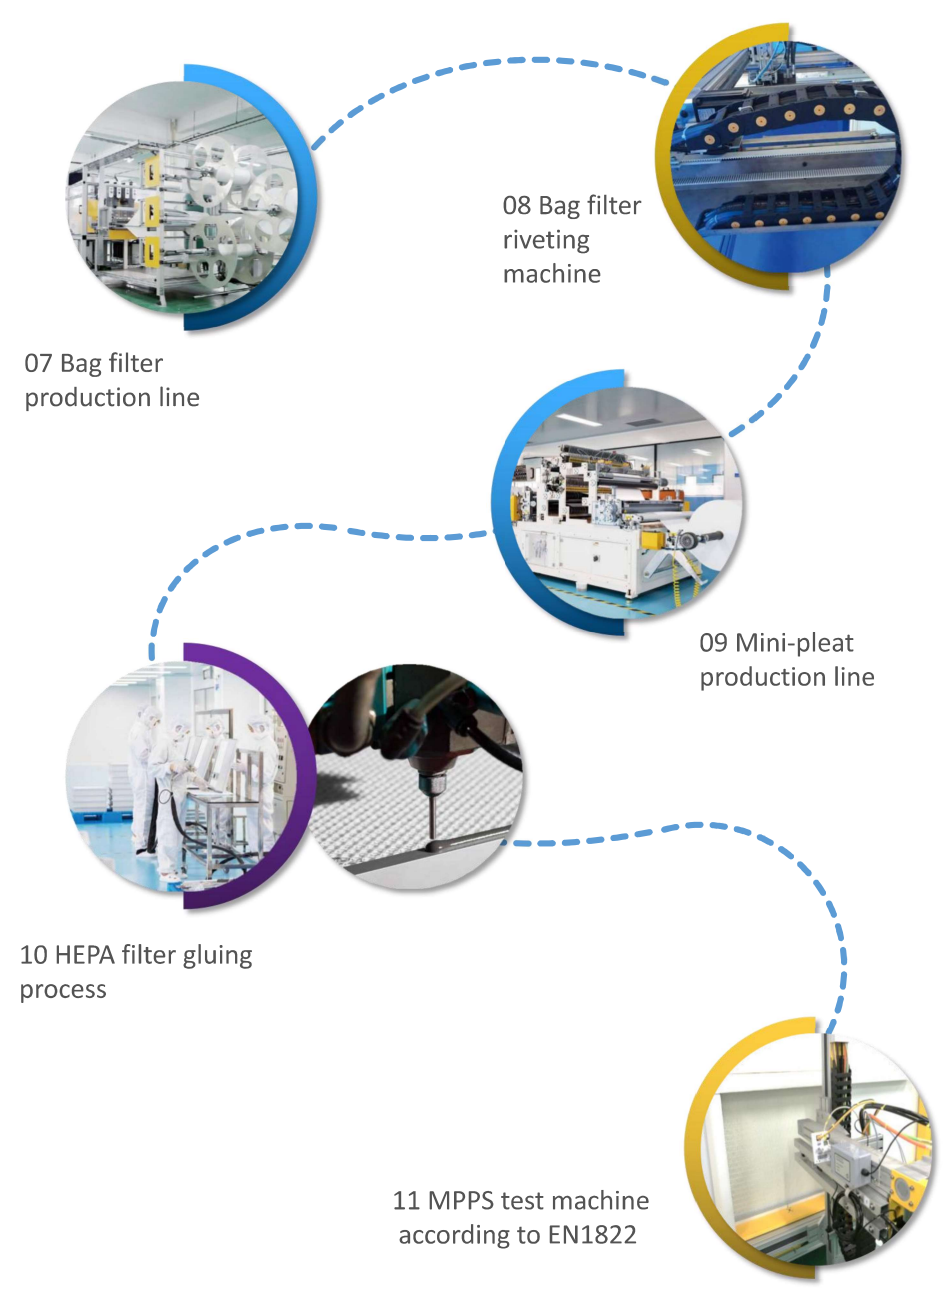 07 Bag filter
production line
08 Bag filter
riveting
machine
09 Mini-pleat
production line
10 HEPA filter gluing
process
11 MPPS test machine
according to EN1822